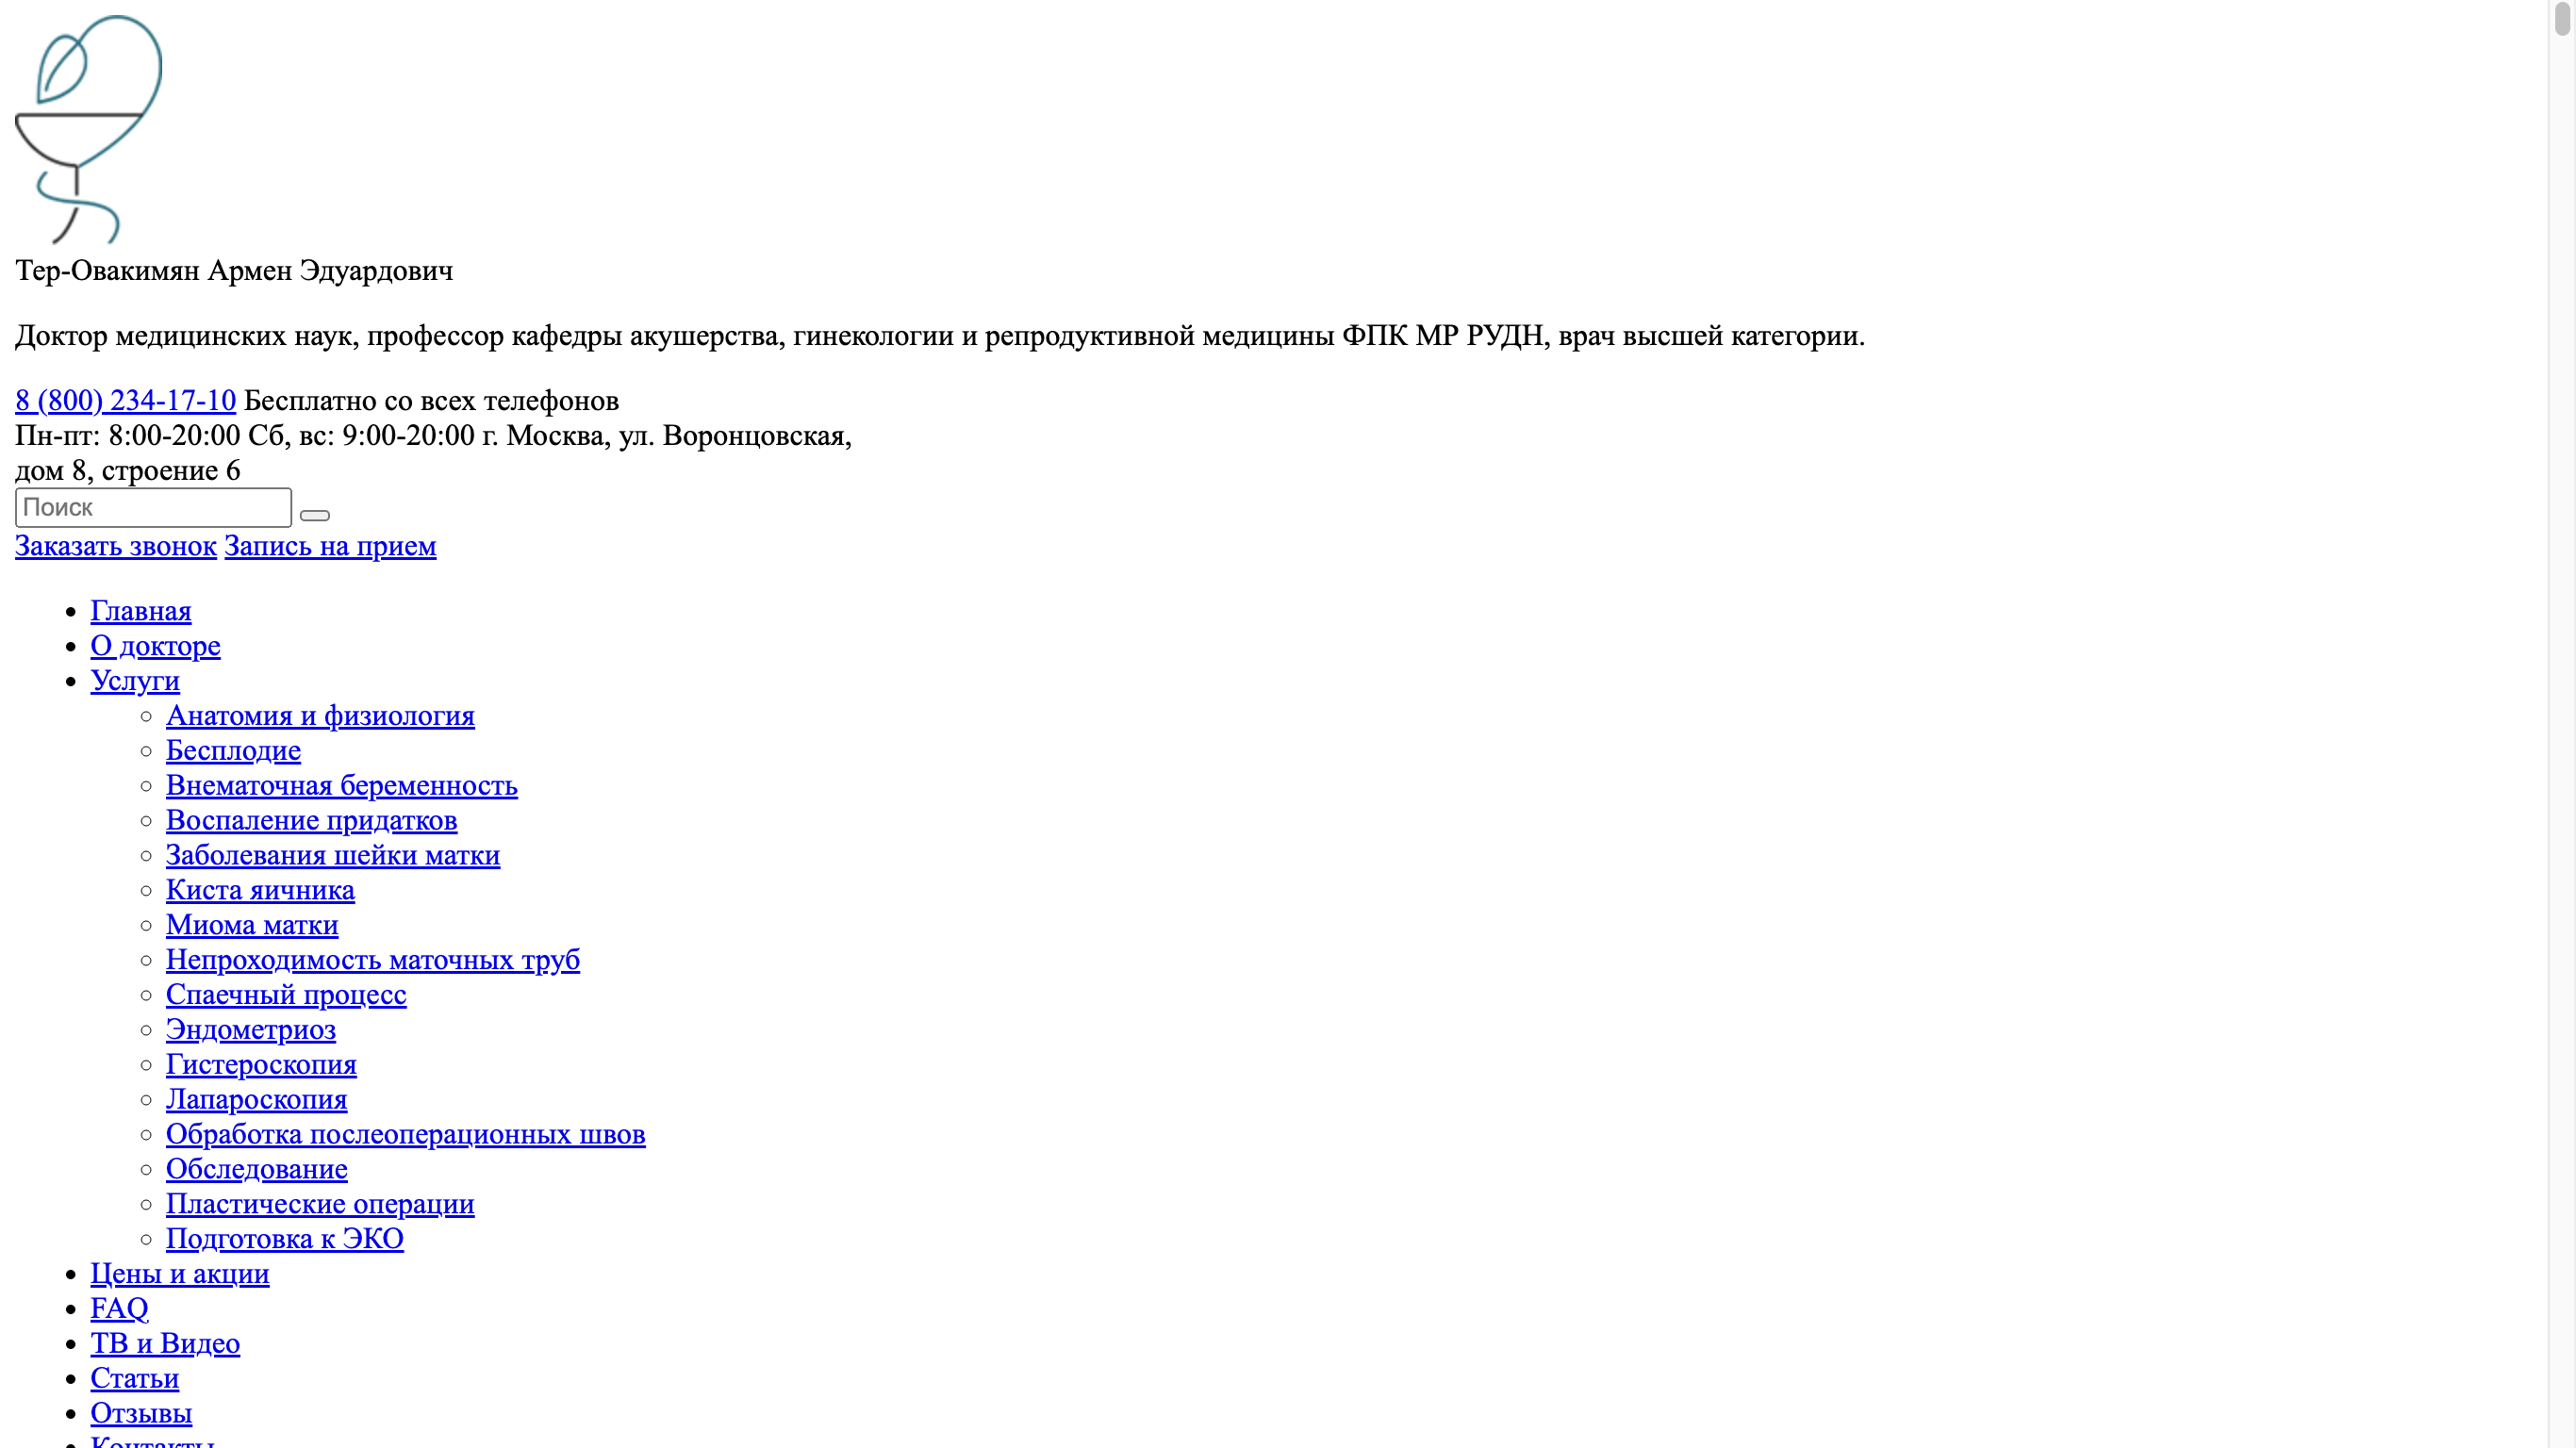 Тер-Овакимян Армен Эдуардович
Доктор медицинских наук, профессор кафедры акушерства, гинекологии и репродуктивной медицины ФПК МР РУДН, врач высшей категории.
8 (800) 234-17-10 Бесплатно со всех телефонов
Пн-пт: 8:00-20:00 Сб, вс: 9:00-20:00 г. Москва, ул. Воронцовская,
дом 8, строение 6
Поиск
Заказать звонок Запись на прием
Главная
О докторе
Услуги
Анатомия и физиология
Бесплодие
Внематочная беременность
Воспаление придатков
Заболевания шейки матки
Киста яичника
Миома матки
Непроходимость маточных труб
Спаечный процесс
Эндометриоз
Гистероскопия
Лапароскопия
Обработка послеоперационных швов
Обследование
Пластические операции
Подготовка к ЭКО
Цены и акции
FAQ
ТВ и Видео
Статьи
Отзывы
Контакты